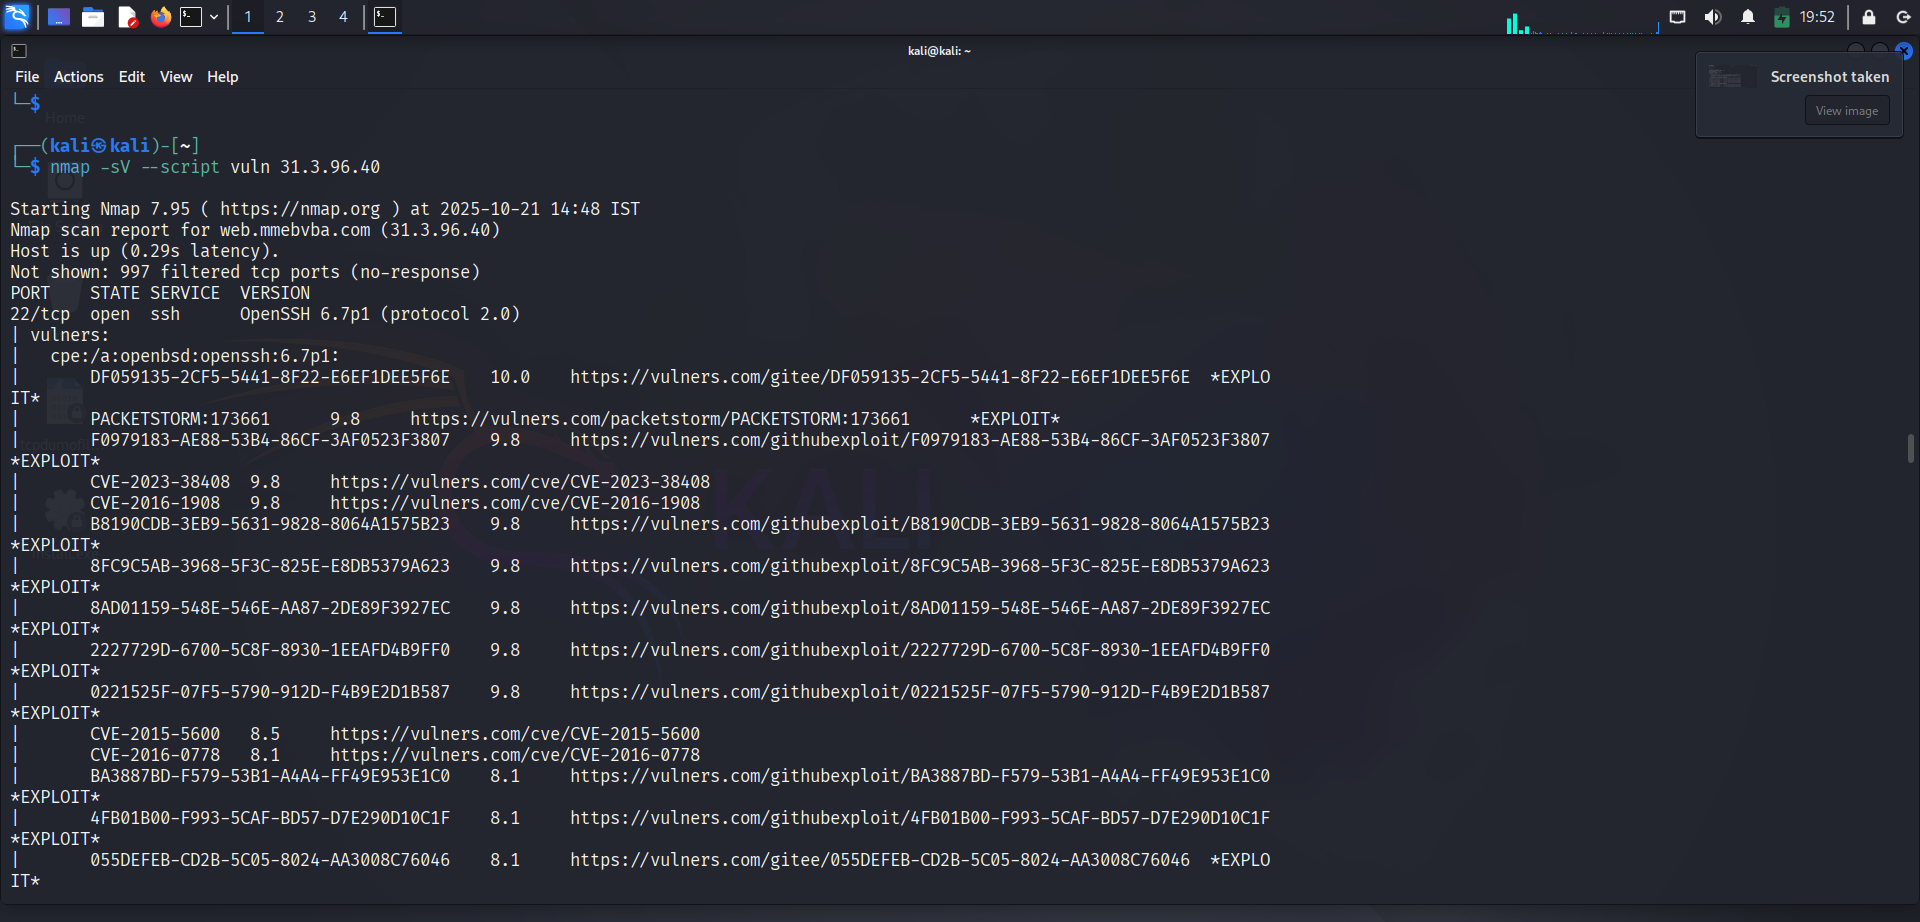 1 2 3 4 19:52
kali@kali: ~
File Actions Edit View Help
Screenshot taken
View image
└─$
Home
┌──(kali㉿kali)-[~]
└─$ nmap -sV --script vuln 31.3.96.40
Starting Nmap 7.95 ( https://nmap.org ) at 2025-10-21 14:48 IST
Nmap scan report for web.mmebvba.com (31.3.96.40)
Host is up (0.29s latency).
Not shown: 997 filtered tcp ports (no-response)
PORT STATE SERVICE VERSION
22/tcp open ssh OpenSSH 6.7p1 (protocol 2.0)
| vulners:
| cpe:/a:openbsd:openssh:6.7p1:
| DF059135-2CF5-5441-8F22-E6EF1DEE5F6E 10.0 https://vulners.com/gitee/DF059135-2CF5-5441-8F22-E6EF1DEE5F6E *EXPLO
IT*
| PACKETSTORM:173661 9.8 https://vulners.com/packetstorm/PACKETSTORM:173661 *EXPLOIT*
| F0979183-AE88-53B4-86CF-3AF0523F3807 9.8 https://vulners.com/githubexploit/F0979183-AE88-53B4-86CF-3AF0523F3807
*EXPLOIT*
| CVE-2023-38408 9.8 https://vulners.com/cve/CVE-2023-38408
| CVE-2016-1908 9.8 https://vulners.com/cve/CVE-2016-1908
| B8190CDB-3EB9-5631-9828-8064A1575B23 9.8 https://vulners.com/githubexploit/B8190CDB-3EB9-5631-9828-8064A1575B23
*EXPLOIT*
| 8FC9C5AB-3968-5F3C-825E-E8DB5379A623 9.8 https://vulners.com/githubexploit/8FC9C5AB-3968-5F3C-825E-E8DB5379A623
*EXPLOIT*
| 8AD01159-548E-546E-AA87-2DE89F3927EC 9.8 https://vulners.com/githubexploit/8AD01159-548E-546E-AA87-2DE89F3927EC
*EXPLOIT*
| 2227729D-6700-5C8F-8930-1EEAFD4B9FF0 9.8 https://vulners.com/githubexploit/2227729D-6700-5C8F-8930-1EEAFD4B9FF0
*EXPLOIT*
| 0221525F-07F5-5790-912D-F4B9E2D1B587 9.8 https://vulners.com/githubexploit/0221525F-07F5-5790-912D-F4B9E2D1B587
*EXPLOIT*
| CVE-2015-5600 8.5 https://vulners.com/cve/CVE-2015-5600
| CVE-2016-0778 8.1 https://vulners.com/cve/CVE-2016-0778
| BA3887BD-F579-53B1-A4A4-FF49E953E1C0 8.1 https://vulners.com/githubexploit/BA3887BD-F579-53B1-A4A4-FF49E953E1C0
*EXPLOIT*
| 4FB01B00-F993-5CAF-BD57-D7E290D10C1F 8.1 https://vulners.com/githubexploit/4FB01B00-F993-5CAF-BD57-D7E290D10C1F
*EXPLOIT*
| 055DEFEB-CD2B-5C05-8024-AA3008C76046 8.1 https://vulners.com/gitee/055DEFEB-CD2B-5C05-8024-AA3008C76046 *EXPLO
IT*
KALI